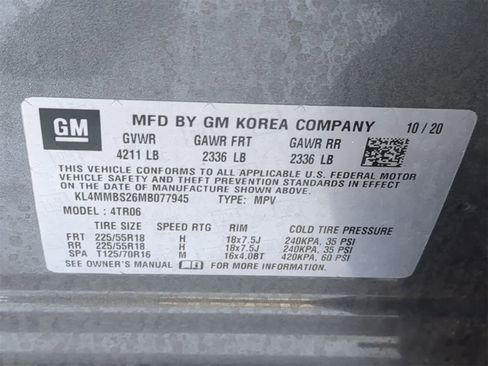 GM MFD BY GM KOREA COMPANY 10/20
GVWR GAWR FRT GAWR RR
4211 LB 2336 LB 2336 LB
THIS VEHICLE CONFORMS TO ALL APPLICABLE U.S. FEDERAL MOTOR
VEHICLE SAFETY AND THEFT PREVENTION STANDARDS IN EFFECT
ON THE DATE OF MANUFACTURE SHOWN ABOVE.
KL4MMBS26MB077945 TYPE: MPV
MODEL : 4TR06
TIRE SIZE SPEED RTG RIM COLD TIRE PRESSURE
FRT 225/55R18 H 18x7.5J 240KPA, 35 PSI
RR 225/55R18 H 18x7.5J 240KPA, 35 PSI
SPA T125/70R16 M 16x4.0BT 420KPA, 60 PSI
SEE OWNER'S MANUAL FOR MORE INFORMATION.